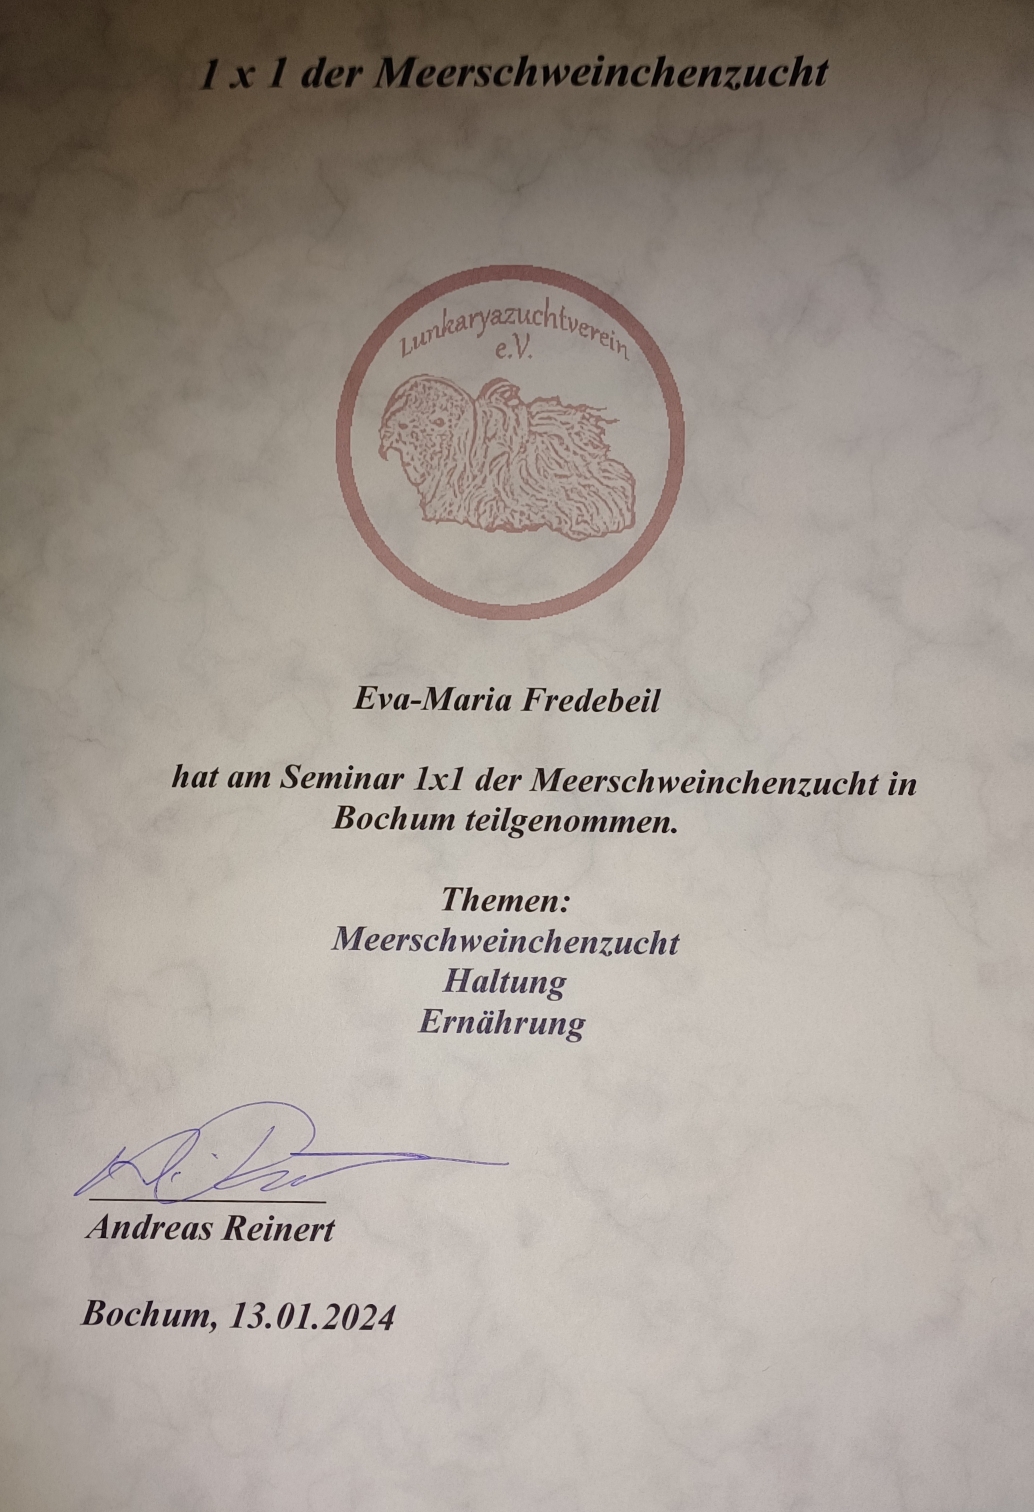 1 x 1 der Meerschweinchenzucht
Lunkaryazuchtverein
e.V.
Eva-Maria Fredebeil
hat am Seminar 1x1 der Meerschweinchenzucht in
Bochum teilgenommen.
Themen:
Meerschweinchenzucht
Haltung
Ernährung
Andreas Reinert
Bochum, 13.01.2024